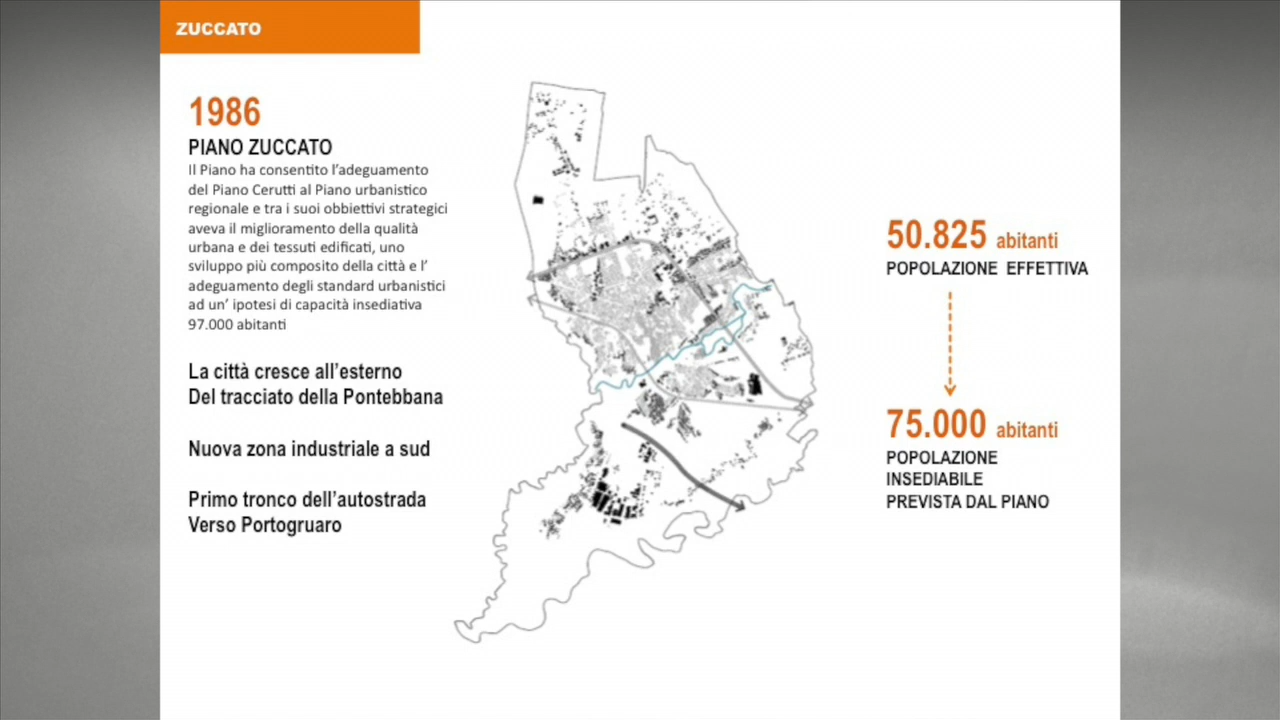 ZUCCATO
1986
PIANO ZUCCATO
Il Piano ha consentito l'adeguamento
del Piano Cerutti al Piano urbanistico
regionale e tra i suoi obbiettivi strategici
aveva il miglioramento della qualità
urbana e dei tessuti edificati, uno
sviluppo più composito della città e l'
adeguamento degli standard urbanistici
ad un' ipotesi di capacità insediativa
97.000 abitanti
La città cresce all'esterno
Del tracciato della Pontebbana
Nuova zona industriale a sud
Primo tronco dell'autostrada
Verso Portogruaro
50.825 abitanti
POPOLAZIONE EFFETTIVA
75.000 abitanti
POPOLAZIONE
INSEDIABILE
PREVISTA DAL PIANO